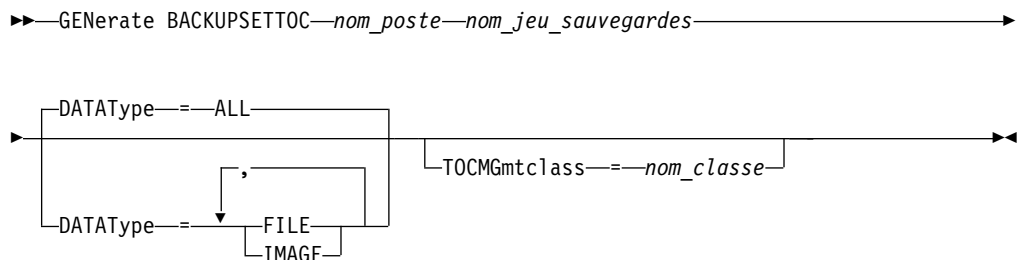 GENerate BACKUPSETTOC nom_poste nom_jeu_sauvegardes
DATAType = ALL
TOCMGmtclass = nom_classe
,
DATAType = FILE
IMAGE